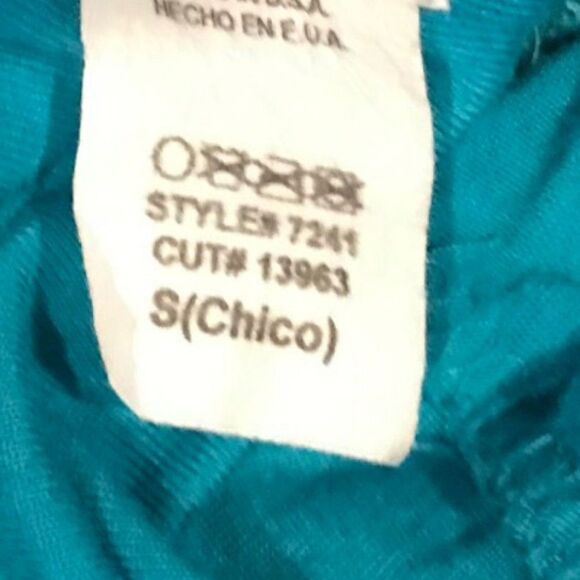 U.S.A.
HECHO EN E.U.A.
STYLE# 7241
CUT# 13963
S(Chico)